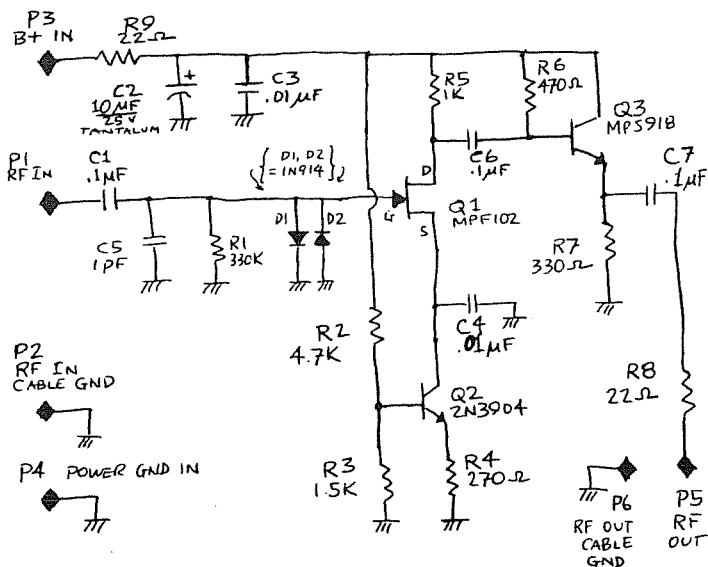 P3
B+ IN
R9
22Ω
C2
10µF
25V
TANTALUM
+
C3
.01µF
R5
1K
R6
470Ω
Q3
MPS918
P1
RF IN
C1
.1µF
{ D1, D2 = 1N914 }
C6
.1µF
C7
.1µF
D
G
S
Q1
MPF102
C5
1PF
R1
330K
D1
D2
R7
330Ω
R2
4.7K
C4
.01µF
P2
RF IN
CABLE GND
Q2
2N3904
R8
22Ω
P4 POWER GND IN
R3
1.5K
R4
270Ω
P6
RF OUT
CABLE
GND
P5
RF
OUT